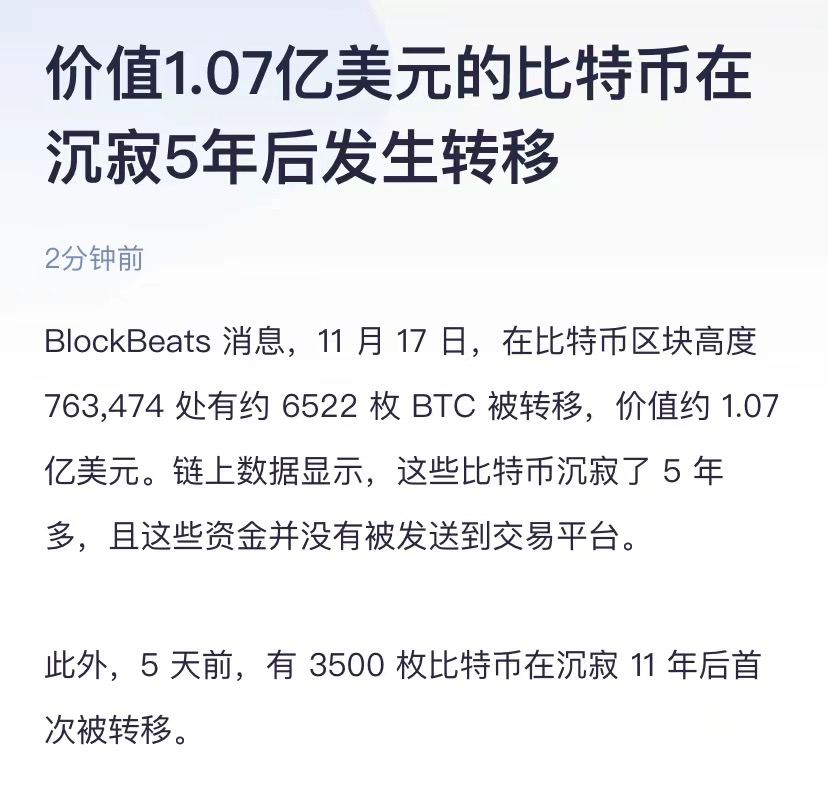 价值1.07亿美元的比特币在
沉寂5年后发生转移
2分钟前
BlockBeats 消息，11 月 17 日，在比特币区块高度
763,474 处有约 6522 枚 BTC 被转移，价值约 1.07
亿美元。链上数据显示，这些比特币沉寂了 5 年
多，且这些资金并没有被发送到交易平台。
此外，5 天前，有 3500 枚比特币在沉寂 11 年后首
次被转移。